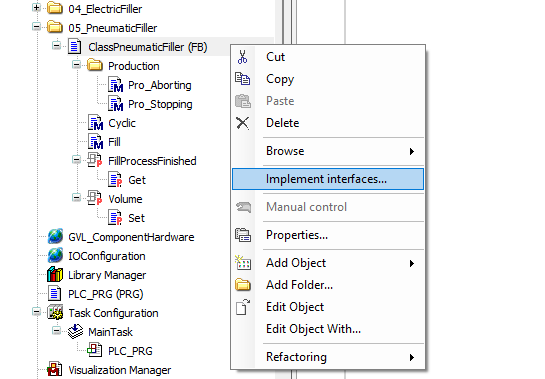 04_ElectricFiller
05_PneumaticFiller
ClassPneumaticFiller (FB)
Production
Pro_Aborting
Pro_Stopping
Cyclic
Fill
FillProcessFinished
Get
Volume
Set
GVL_ComponentHardware
IOConfiguration
Library Manager
PLC_PRG (PRG)
Task Configuration
MainTask
PLC_PRG
Visualization Manager
Cut
Copy
Paste
Delete
Browse
Implement interfaces...
Manual control
Properties...
Add Object
Add Folder...
Edit Object
Edit Object With...
Refactoring